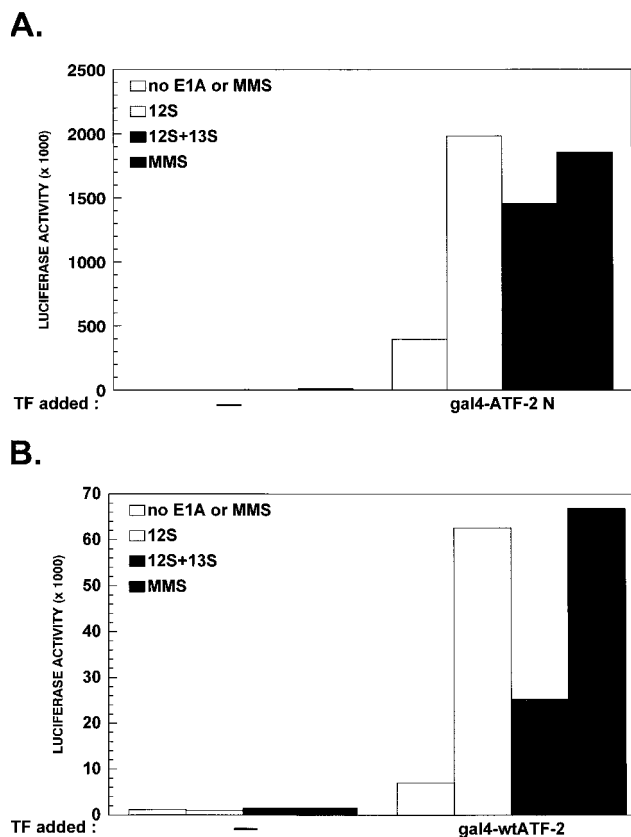 A.
2500
2000
1500
1000
500
0
LUCIFERASE ACTIVITY (x 1000)
no E1A or MMS
12S
12S+13S
MMS
TF added : — gal4-ATF-2 N
B.
70
60
50
40
30
20
10
0
LUCIFERASE ACTIVITY (x 1000)
no E1A or MMS
12S
12S+13S
MMS
TF added : — gal4-wtATF-2